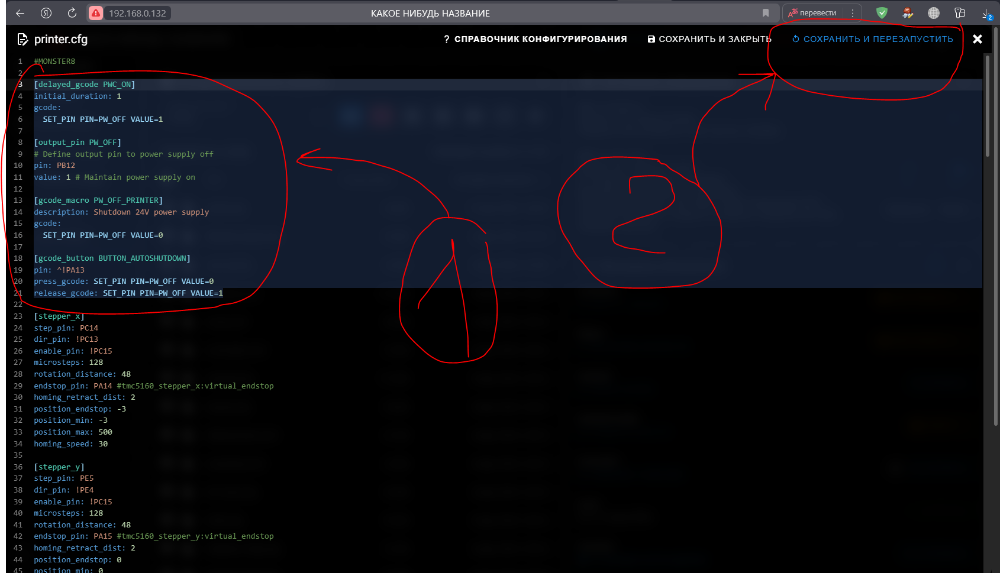 192.168.0.132
КАКОЕ НИБУДЬ НАЗВАНИЕ
перевести
2
printer.cfg
? СПРАВОЧНИК КОНФИГУРИРОВАНИЯ
СОХРАНИТЬ И ЗАКРЫТЬ
СОХРАНИТЬ И ПЕРЕЗАПУСТИТЬ
1 #MONSTER8
2
3 [delayed_gcode PWC_ON]
4 initial_duration: 1
5 gcode:
6 SET_PIN PIN=PW_OFF VALUE=1
7
8 [output_pin PW_OFF]
9 # Define output pin to power supply off
10 pin: PB12
11 value: 1 # Maintain power supply on
12
13 [gcode_macro PW_OFF_PRINTER]
14 description: Shutdown 24V power supply
15 gcode:
16 SET_PIN PIN=PW_OFF VALUE=0
17
18 [gcode_button BUTTON_AUTOSHUTDOWN]
19 pin: ^!PA13
20 press_gcode: SET_PIN PIN=PW_OFF VALUE=0
21 release_gcode: SET_PIN PIN=PW_OFF VALUE=1
22
23 [stepper_x]
24 step_pin: PC14
25 dir_pin: !PC13
26 enable_pin: !PC15
27 microsteps: 128
28 rotation_distance: 48
29 endstop_pin: PA14 #tmc5160_stepper_x:virtual_endstop
30 homing_retract_dist: 2
31 position_endstop: -3
32 position_min: -3
33 position_max: 500
34 homing_speed: 30
35
36 [stepper_y]
37 step_pin: PE5
38 dir_pin: !PE4
39 enable_pin: !PC15
40 microsteps: 128
41 rotation_distance: 48
42 endstop_pin: PA15 #tmc5160_stepper_y:virtual_endstop
43 homing_retract_dist: 2
44 position_endstop: 0
45 position_min: 0
1
2